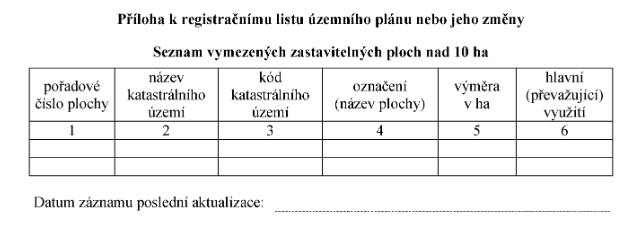 Příloha k registračnímu listu územního plánu nebo jeho změny
Seznam vymezených zastavitelných ploch nad 10 ha
pořadové
číslo plochy
název
katastrálního
území
kód
katastrálního
území
označení
(název plochy)
výměra
v ha
hlavní
(převažující)
využití
1 2 3 4 5 6
Datum záznamu poslední aktualizace: